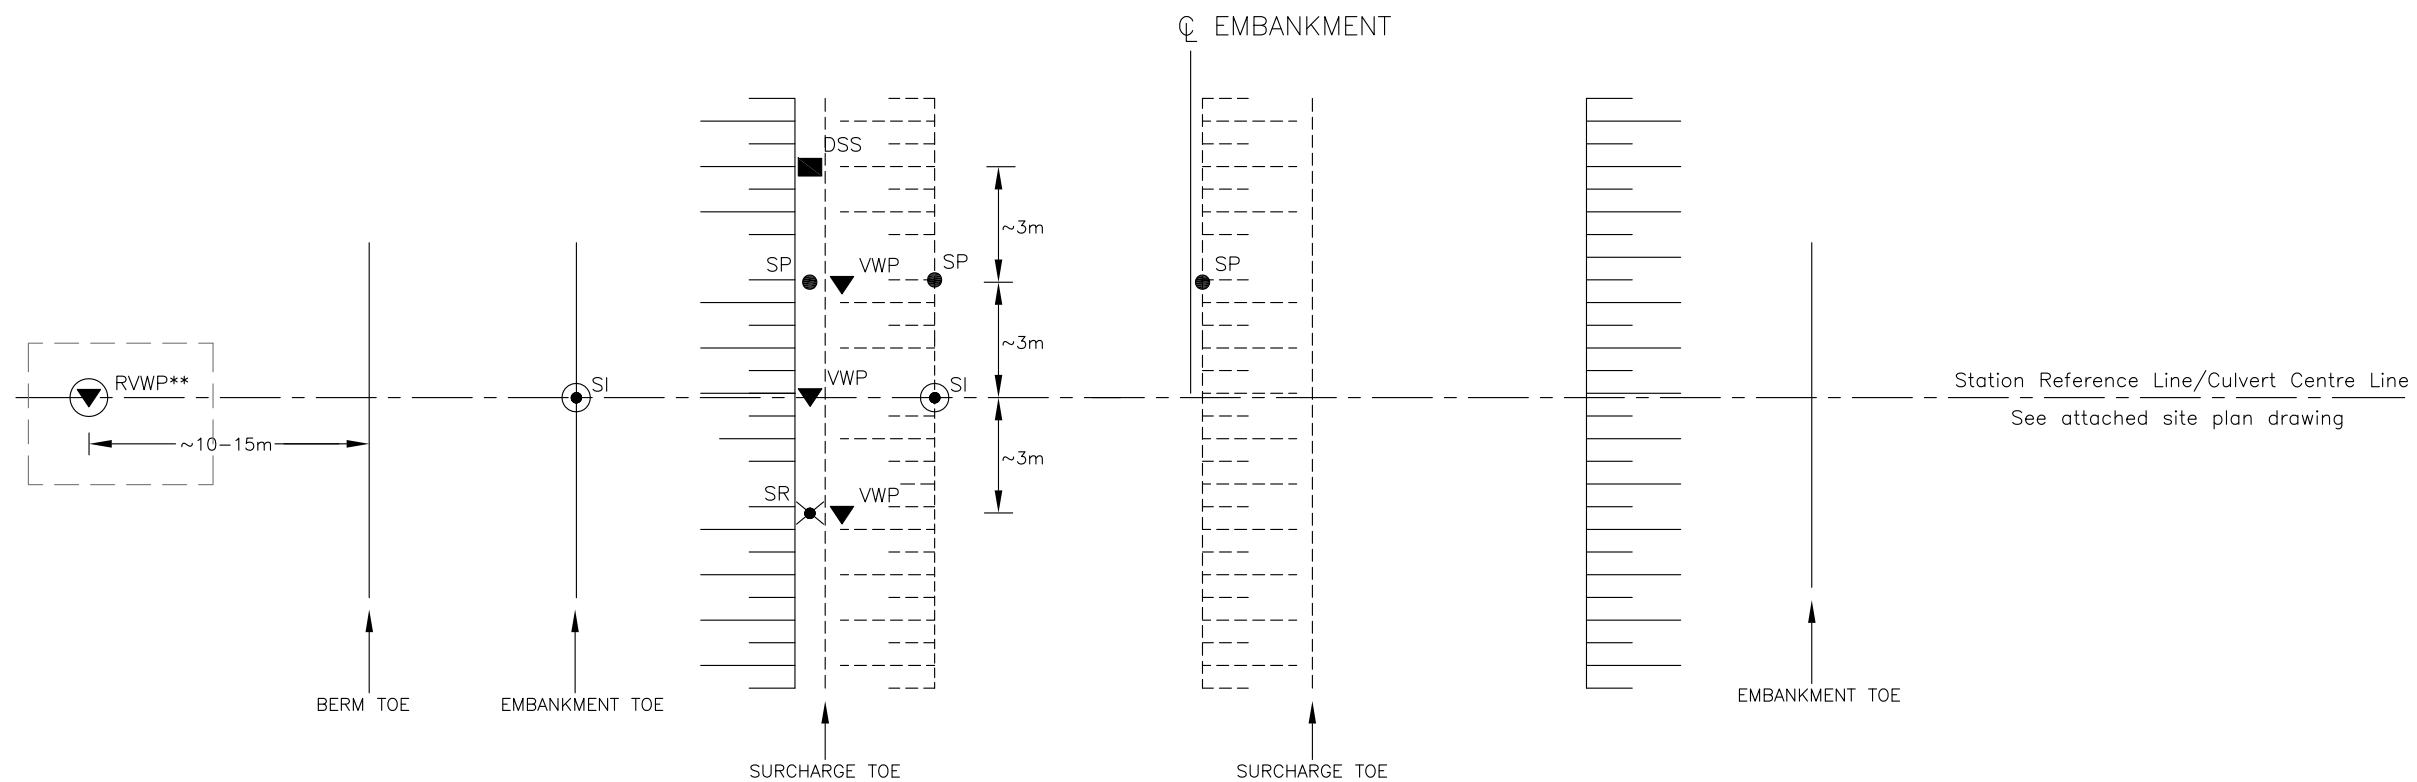 ℄ EMBANKMENT
DSS
~3m
SP
VWP
SP
SP
~3m
RVWP**
SI
VWP
SI
Station Reference Line/Culvert Centre Line
See attached site plan drawing
~10-15m
~3m
SR
VWP
BERM TOE
EMBANKMENT TOE
EMBANKMENT TOE
SURCHARGE TOE
SURCHARGE TOE